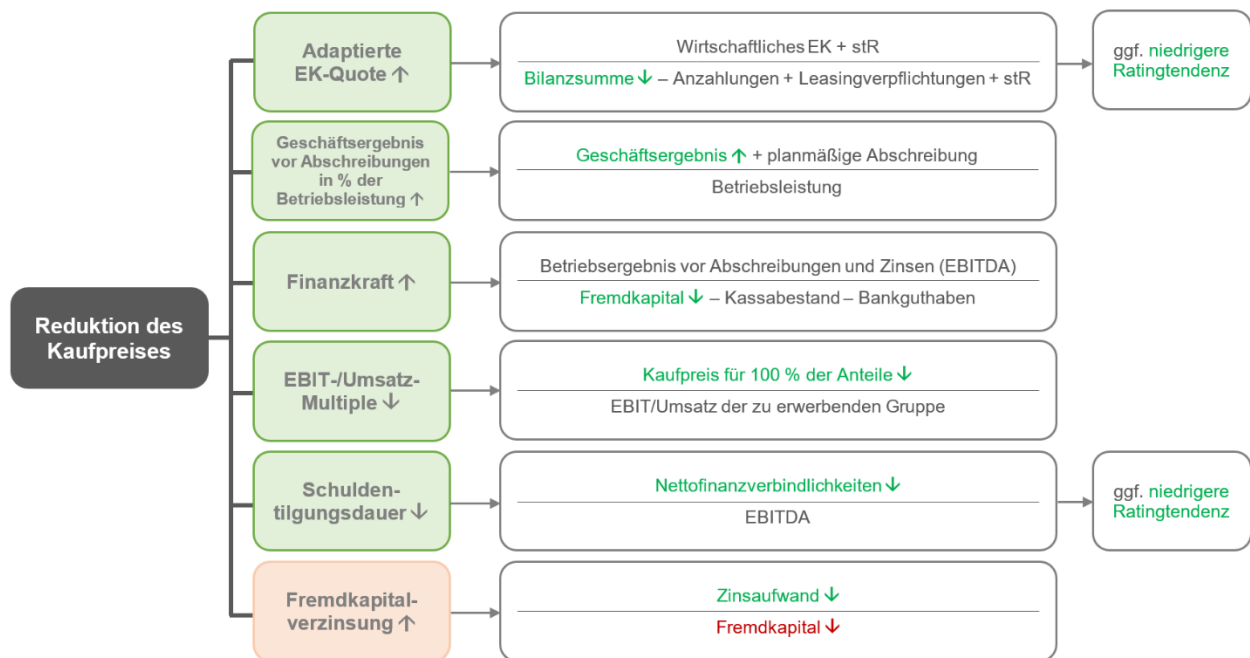 Reduktion des
Kaufpreises
Adaptierte
EK-Quote ↑
Wirtschaftliches EK + stR
Bilanzsumme ↓ – Anzahlungen + Leasingverpflichtungen + stR
ggf. niedrigere
Ratingtendenz
Geschäftsergebnis
vor Abschreibungen
in % der
Betriebsleistung ↑
Geschäftsergebnis ↑ + planmäßige Abschreibung
Betriebsleistung
Finanzkraft ↑
Betriebsergebnis vor Abschreibungen und Zinsen (EBITDA)
Fremdkapital ↓ – Kassabestand – Bankguthaben
EBIT-/Umsatz-
Multiple ↓
Kaufpreis für 100 % der Anteile ↓
EBIT/Umsatz der zu erwerbenden Gruppe
Schulden-
tilgungsdauer ↓
Nettofinanzverbindlichkeiten ↓
EBITDA
ggf. niedrigere
Ratingtendenz
Fremdkapital-
verzinsung ↑
Zinsaufwand ↓
Fremdkapital ↓